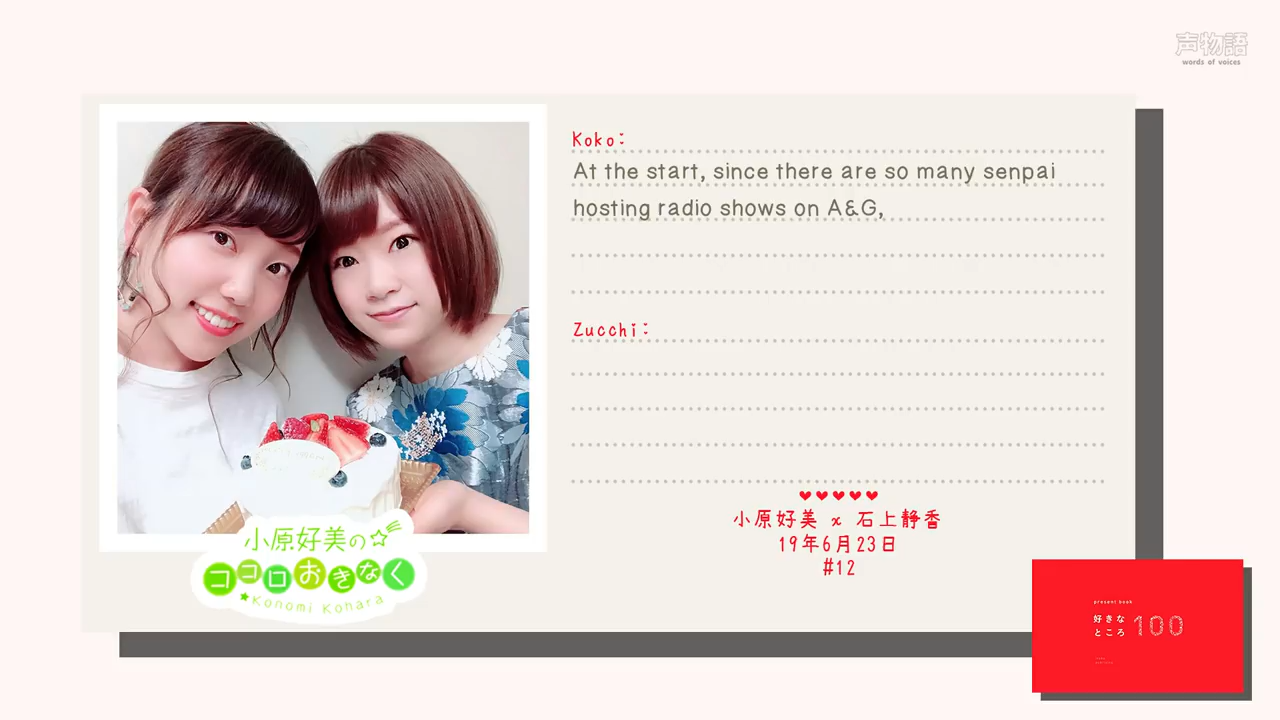 声物語
words of voices
Koko:
At the start, since there are so many senpai
hosting radio shows on A&G,
Zucchi:
♥♥♥♥♥
小原好美 x 石上静香
19年6月23日
#12
小原好美の☆
ココロおきなく
★Konomi Kohara
present book
好きな
ところ
100